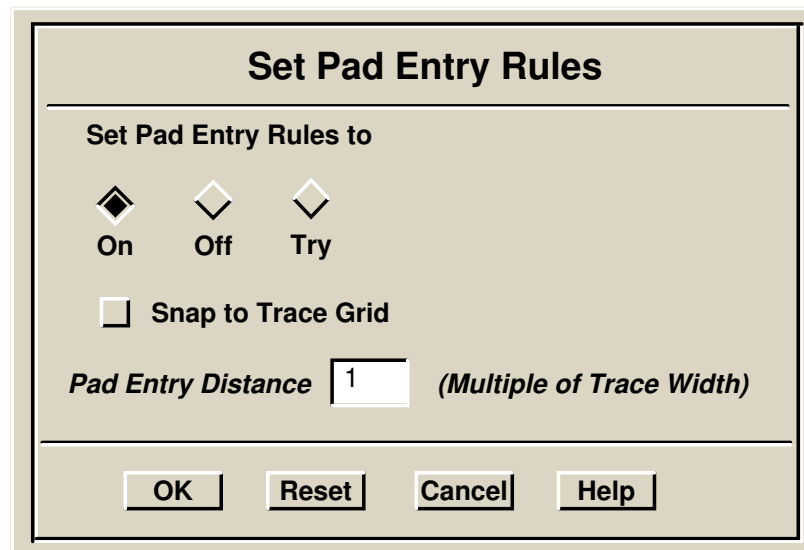 Set Pad Entry Rules
Set Pad Entry Rules to
On Off Try
Snap to Trace Grid
Pad Entry Distance 1 (Multiple of Trace Width)
OK Reset Cancel Help